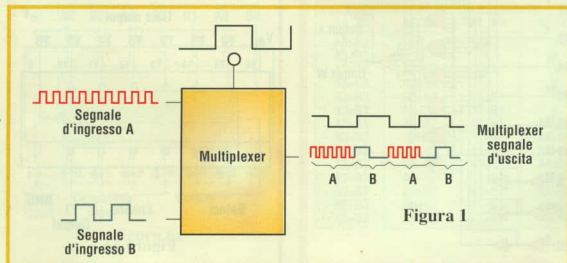 Segnale
d'ingresso A
Multiplexer
Segnale
d'ingresso B
A B A B
Multiplexer
segnale
d'uscita
Figura 1